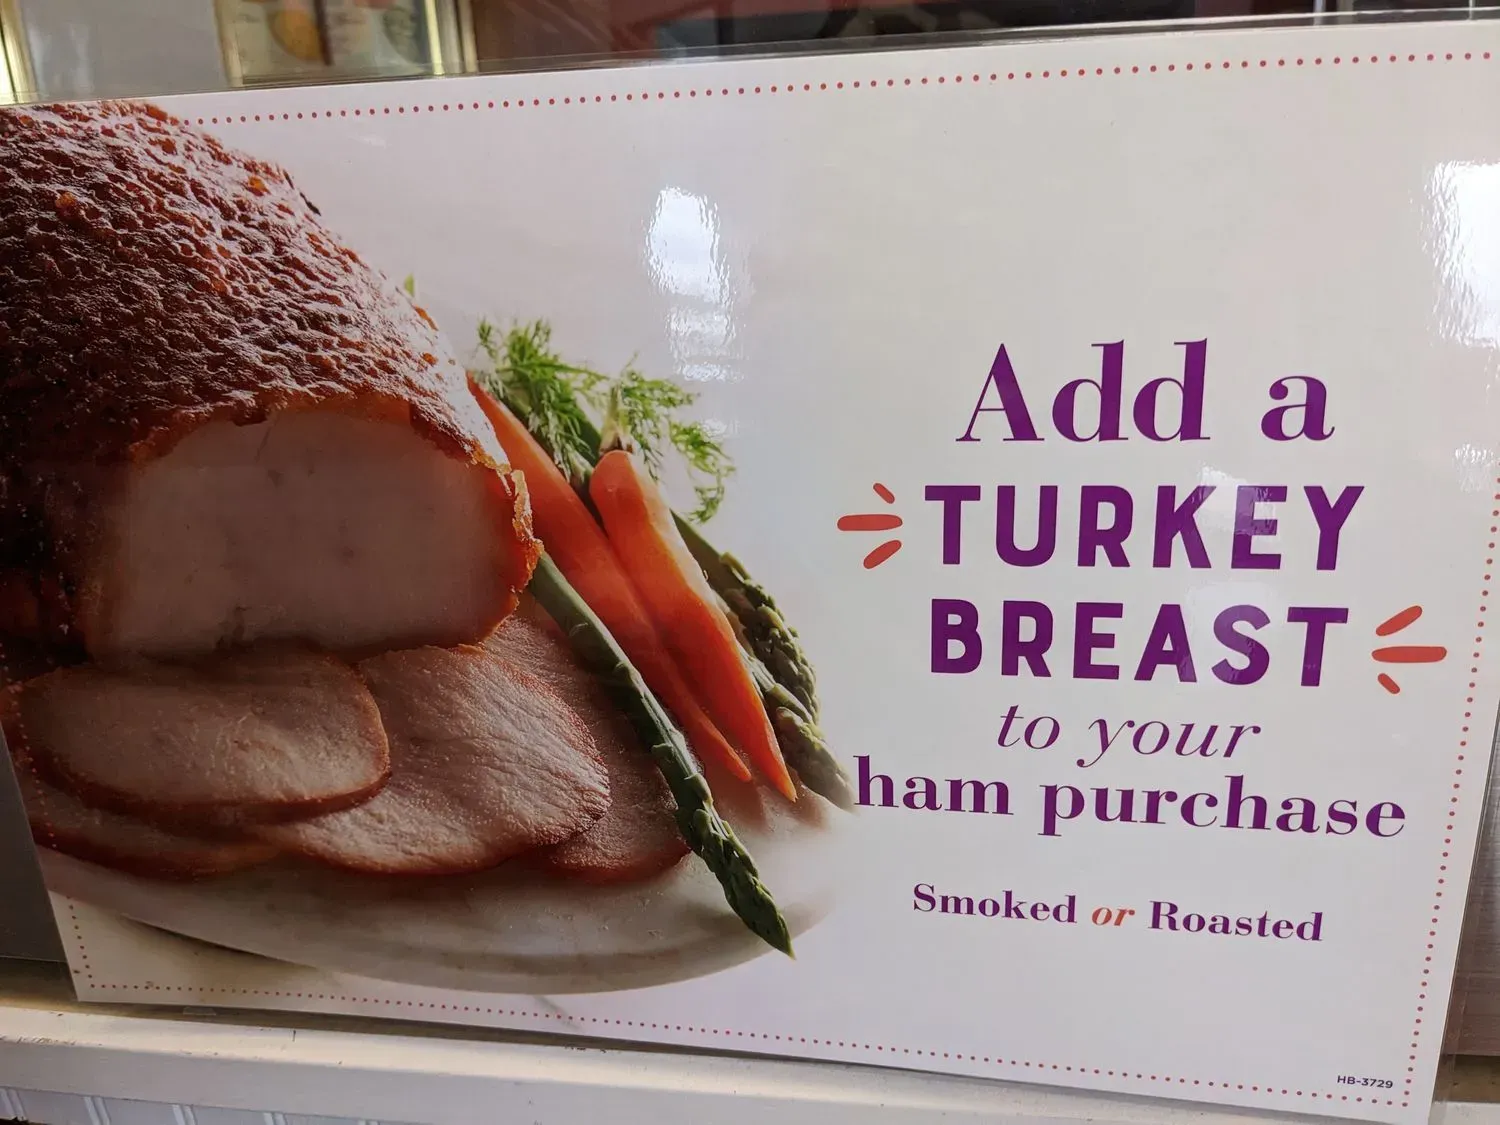 Add a
TURKEY
BREAST
to your
ham purchase
Smoked or Roasted
HB-3729